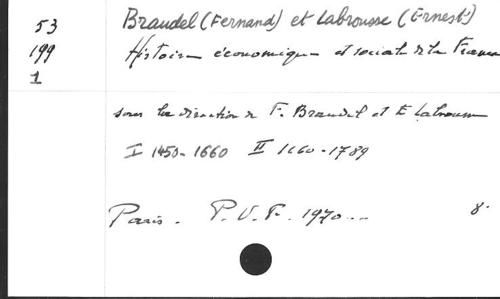 53
199
1
Braudel (Fernand) et Labrousse (Ernest)
Histoire économique et sociale de la France
sous la direction de F. Braudel et E Labrousse
I 1450-1660 II 1660-1789
Paris. P.U.F. 1970... 8°